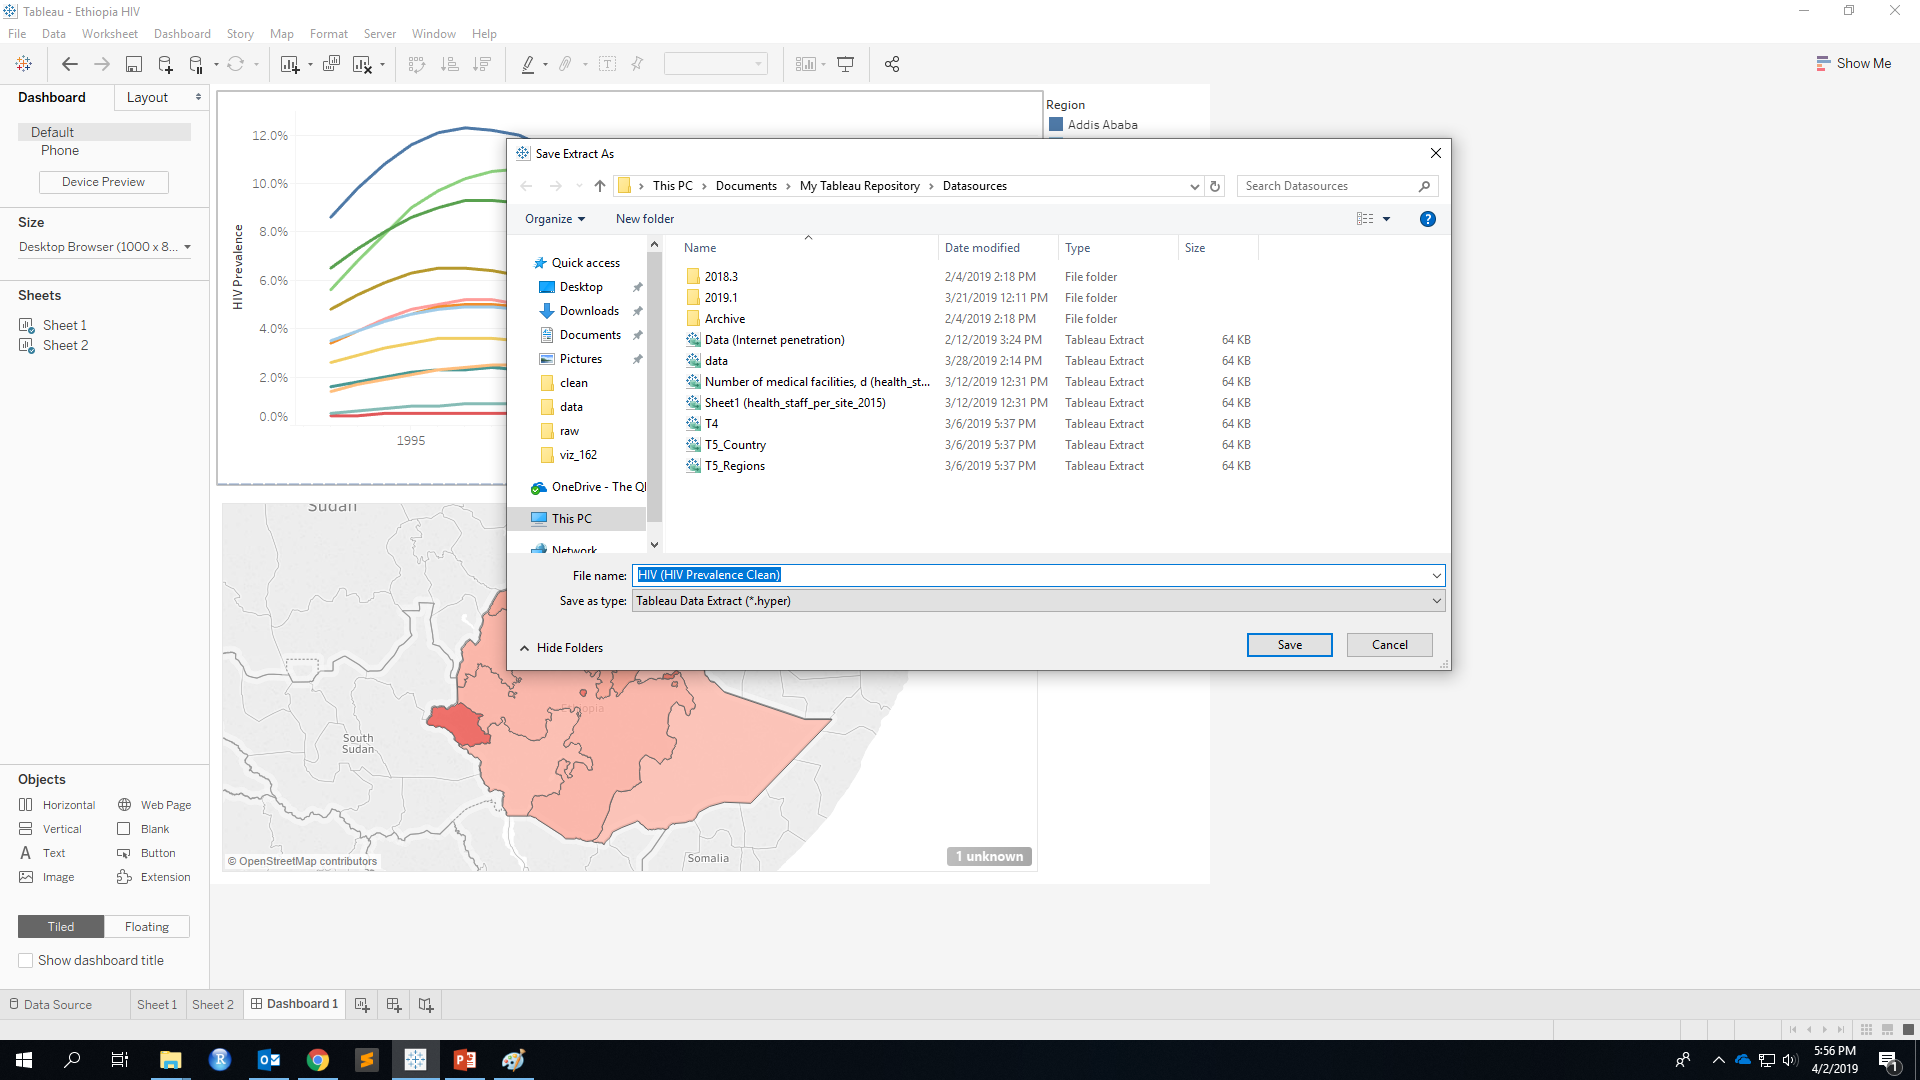 Tableau - Ethiopia HIV
File Data Worksheet Dashboard Story Map Format Server Window Help
Show Me
Dashboard Layout
Default
Phone
Device Preview
Size
Desktop Browser (1000 x 8...
Sheets
Sheet 1
Sheet 2
Objects
Horizontal Web Page
Vertical Blank
Text Button
Image Extension
Tiled Floating
Show dashboard title
HIV Prevalence
12.0%
10.0%
8.0%
6.0%
4.0%
2.0%
0.0%
1995
Region
Addis Ababa
Save Extract As
This PC Documents My Tableau Repository Datasources
Search Datasources
Organize New folder
Quick access
Desktop
Downloads
Documents
Pictures
clean
data
raw
viz_162
OneDrive - The Q
This PC
Network
Name Date modified Type Size
2018.3 2/4/2019 2:18 PM File folder
2019.1 3/21/2019 12:11 PM File folder
Archive 2/4/2019 2:18 PM File folder
Data (Internet penetration) 2/12/2019 3:24 PM Tableau Extract 64 KB
data 3/28/2019 2:14 PM Tableau Extract 64 KB
Number of medical facilities, d (health_st... 3/12/2019 12:31 PM Tableau Extract 64 KB
Sheet1 (health_staff_per_site_2015) 3/12/2019 12:31 PM Tableau Extract 64 KB
T4 3/6/2019 5:37 PM Tableau Extract 64 KB
T5_Country 3/6/2019 5:37 PM Tableau Extract 64 KB
T5_Regions 3/6/2019 5:37 PM Tableau Extract 64 KB
File name: HIV (HIV Prevalence Clean)
Save as type: Tableau Data Extract (*.hyper)
Hide Folders
Save Cancel
Sudan
Ethiopia
South
Sudan
Somalia
© OpenStreetMap contributors
1 unknown
Data Source Sheet 1 Sheet 2 Dashboard 1
5:56 PM
4/2/2019
1